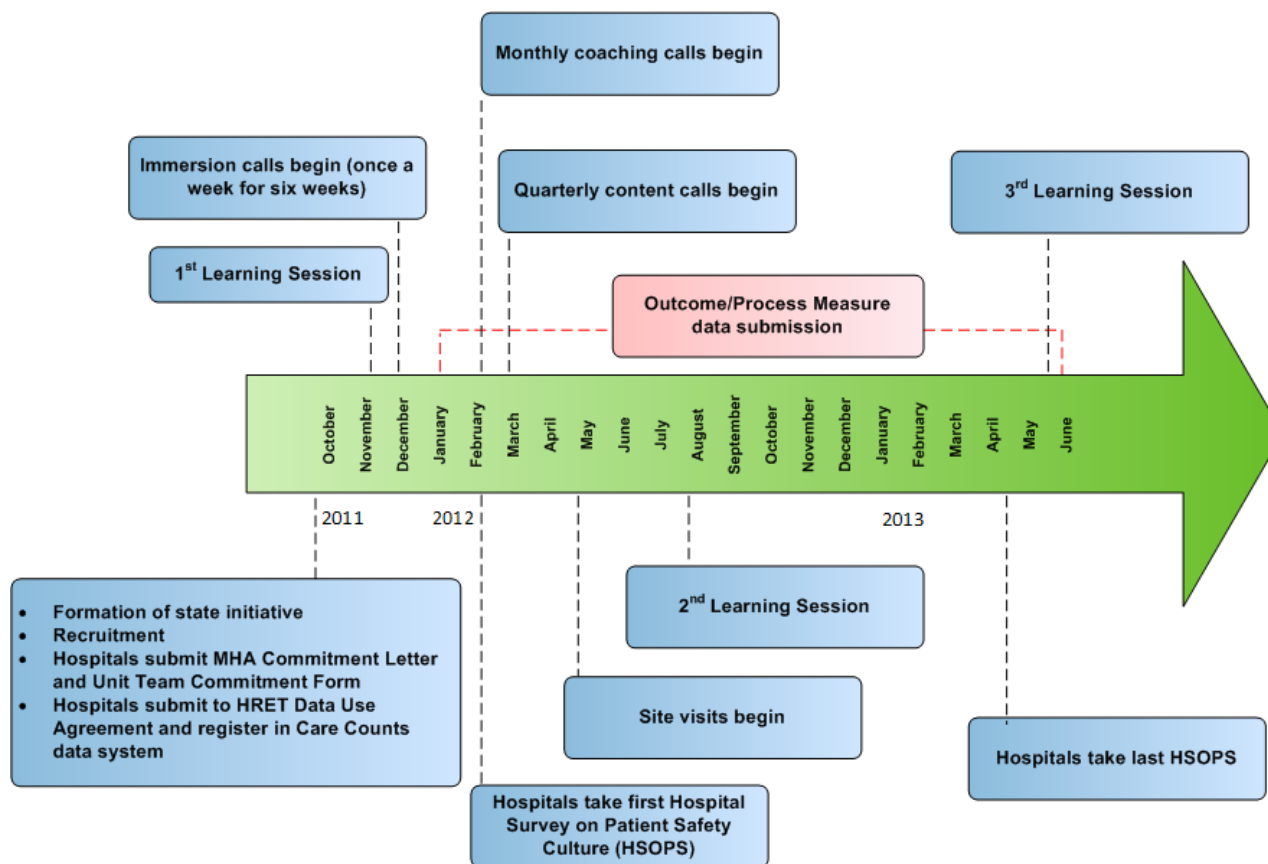 Monthly coaching calls begin
Immersion calls begin (once a
week for six weeks)
Quarterly content calls begin
3rd Learning Session
1st Learning Session
Outcome/Process Measure
data submission
October
November
December
January
February
March
April
May
June
July
August
September
October
November
December
January
February
March
April
May
June
2011
2012
2013
• Formation of state initiative
• Recruitment
• Hospitals submit MHA Commitment Letter
and Unit Team Commitment Form
• Hospitals submit to HRET Data Use
Agreement and register in Care Counts
data system
2nd Learning Session
Site visits begin
Hospitals take last HSOPS
Hospitals take first Hospital
Survey on Patient Safety
Culture (HSOPS)